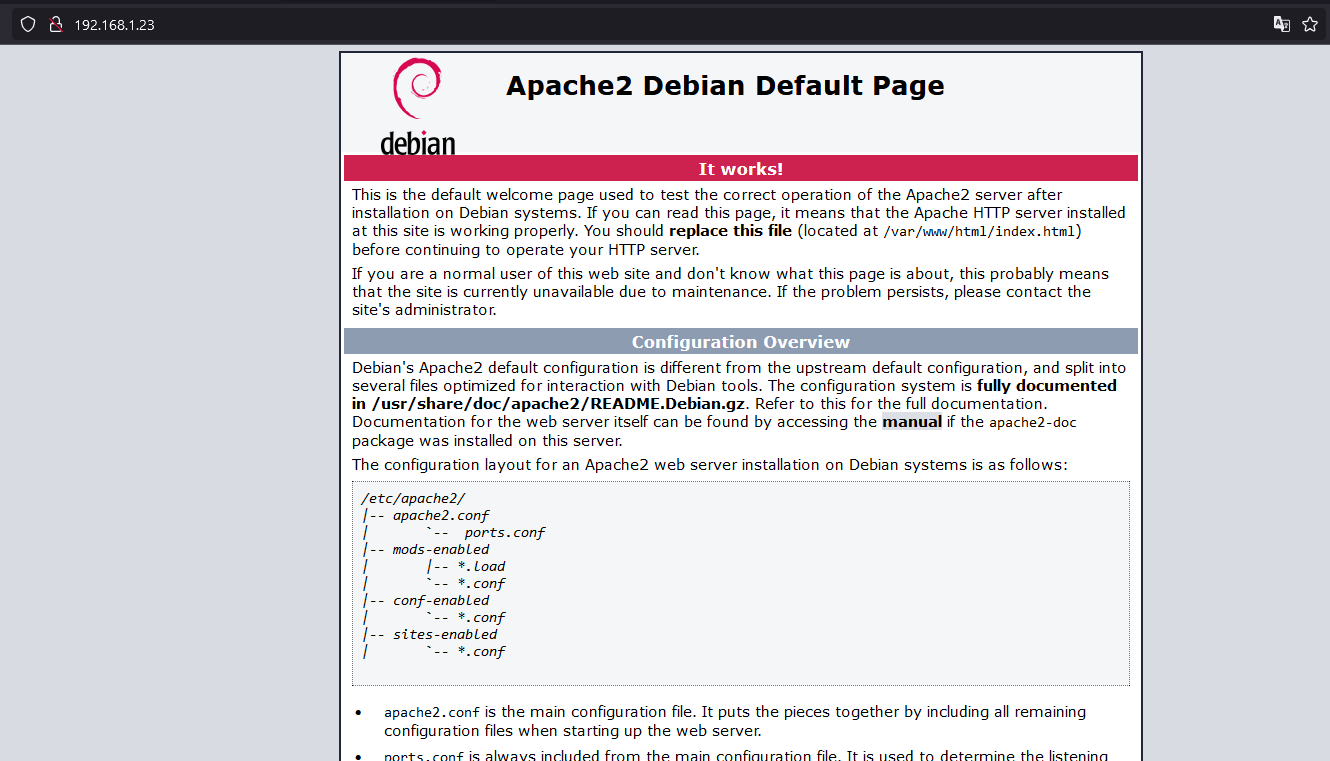 192.168.1.23
debian
Apache2 Debian Default Page
It works!
This is the default welcome page used to test the correct operation of the Apache2 server after
installation on Debian systems. If you can read this page, it means that the Apache HTTP server installed
at this site is working properly. You should replace this file (located at /var/www/html/index.html)
before continuing to operate your HTTP server.
If you are a normal user of this web site and don't know what this page is about, this probably means
that the site is currently unavailable due to maintenance. If the problem persists, please contact the
site's administrator.
Configuration Overview
Debian's Apache2 default configuration is different from the upstream default configuration, and split into
several files optimized for interaction with Debian tools. The configuration system is fully documented
in /usr/share/doc/apache2/README.Debian.gz. Refer to this for the full documentation.
Documentation for the web server itself can be found by accessing the manual if the apache2-doc
package was installed on this server.
The configuration layout for an Apache2 web server installation on Debian systems is as follows:
/etc/apache2/
|-- apache2.conf
|       `--  ports.conf
|-- mods-enabled
|       |-- *.load
|       `-- *.conf
|-- conf-enabled
|       `-- *.conf
|-- sites-enabled
|       `-- *.conf
• apache2.conf is the main configuration file. It puts the pieces together by including all remaining
configuration files when starting up the web server.
• ports.conf is always included from the main configuration file. It is used to determine the listening